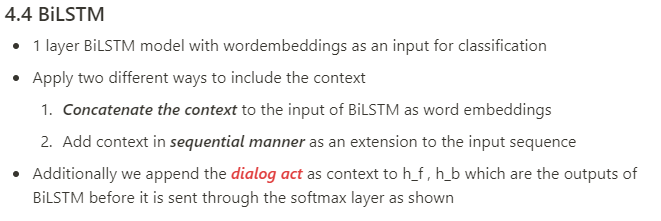 4.4 BiLSTM
• 1 layer BiLSTM model with wordembeddings as an input for classification
• Apply two different ways to include the context
1. Concatenate the context to the input of BiLSTM as word embeddings
2. Add context in sequential manner as an extension to the input sequence
• Additionally we append the dialog act as context to h_f , h_b which are the outputs of
BiLSTM before it is sent through the softmax layer as shown